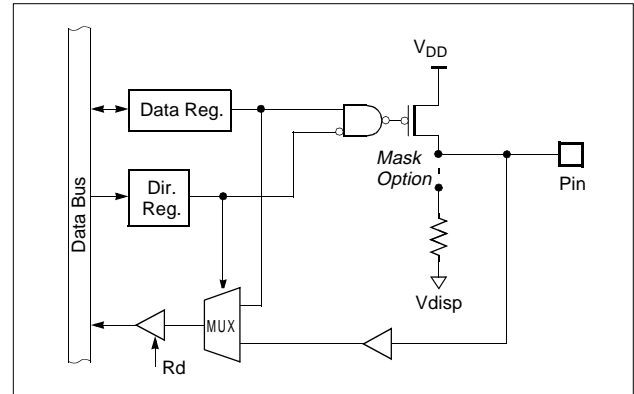 VDD
Data Reg.
Mask
Option
Pin
Dir.
Reg.
Data Bus
Vdisp
MUX
Rd